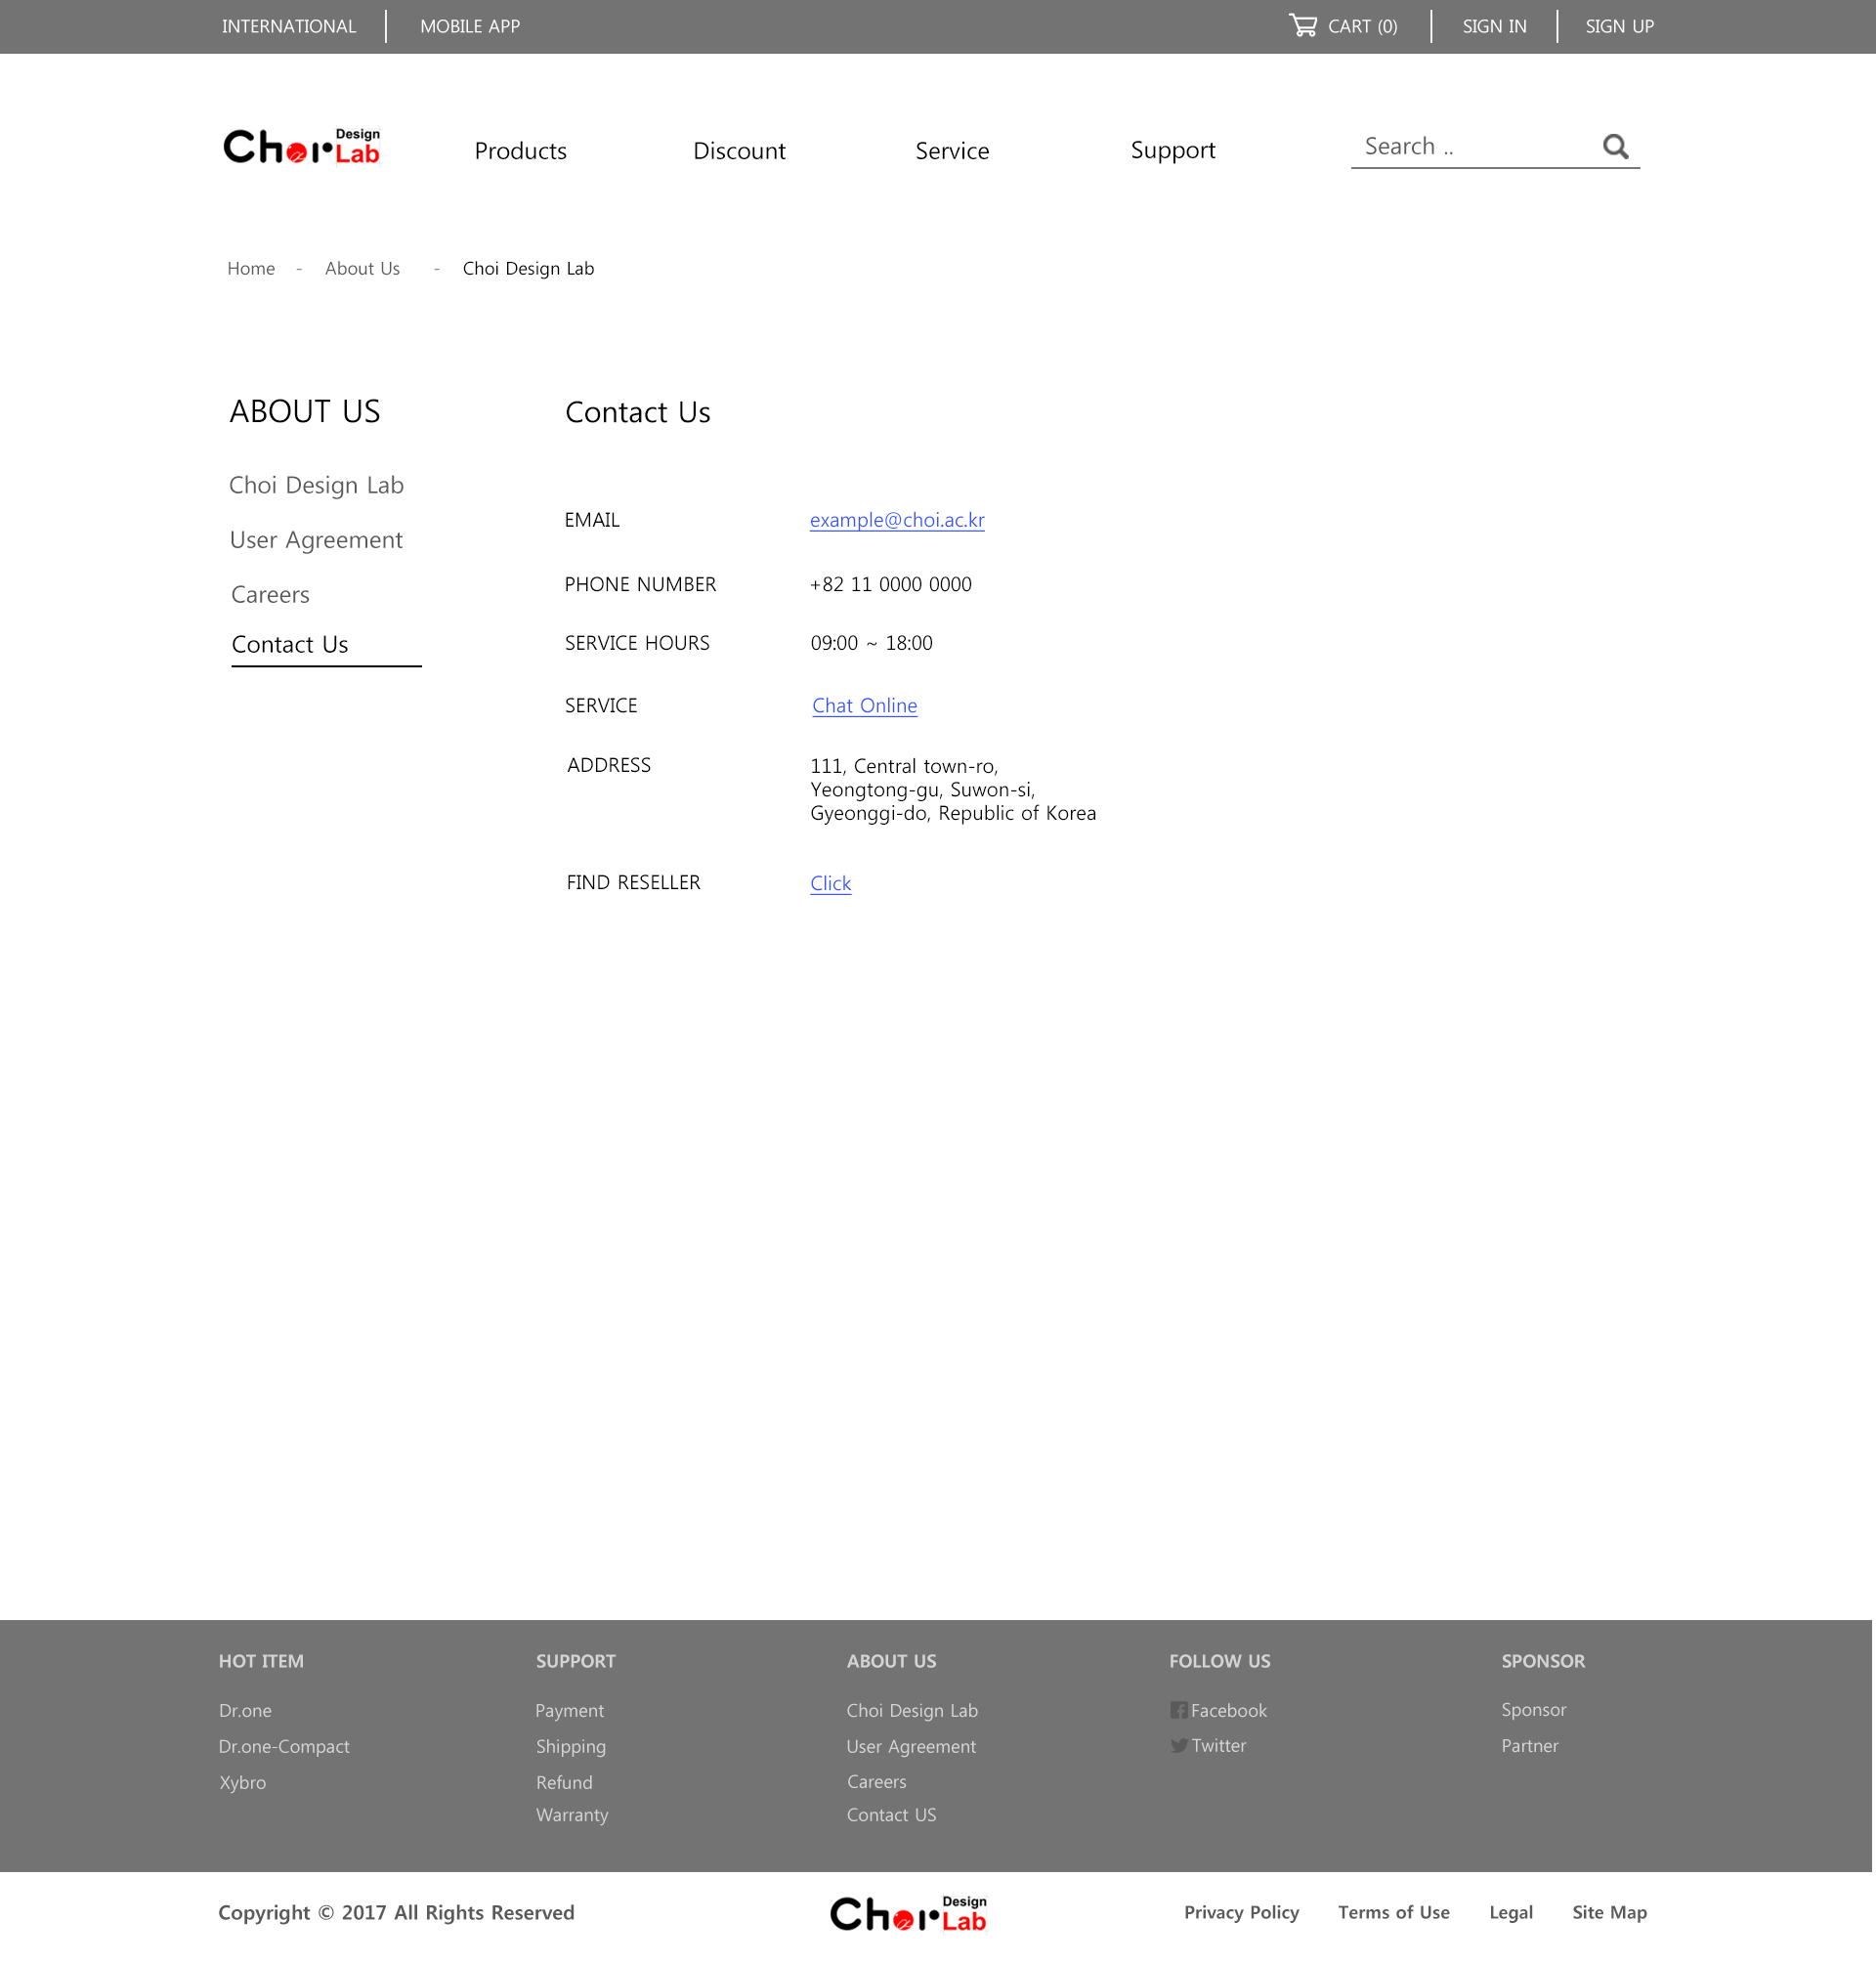 INTERNATIONAL MOBILE APP CART (0) SIGN IN SIGN UP
Choi Design Lab Products Discount Service Support Search ..
Home - About Us - Choi Design Lab
ABOUT US
Choi Design Lab
User Agreement
Careers
Contact Us
Contact Us
EMAIL example@choi.ac.kr
PHONE NUMBER +82 11 0000 0000
SERVICE HOURS 09:00 ~ 18:00
SERVICE Chat Online
ADDRESS 111, Central town-ro,
Yeongtong-gu, Suwon-si,
Gyeonggi-do, Republic of Korea
FIND RESELLER Click
HOT ITEM
Dr.one
Dr.one-Compact
Xybro
SUPPORT
Payment
Shipping
Refund
Warranty
ABOUT US
Choi Design Lab
User Agreement
Careers
Contact US
FOLLOW US
Facebook
Twitter
SPONSOR
Sponsor
Partner
Copyright © 2017 All Rights Reserved Choi Design Lab Privacy Policy Terms of Use Legal Site Map